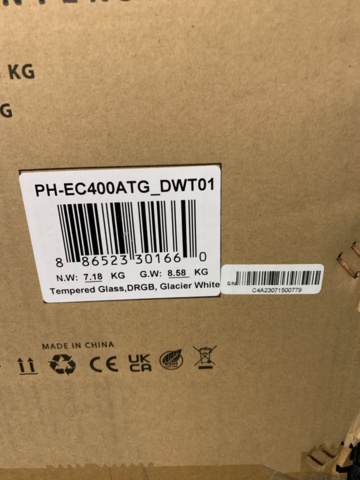 KG
G
PH-EC400ATG_DWT01
8 86523 30166 0
N.W: 7.18 KG G.W: 8.58 KG
Tempered Glass,DRGB, Glacier White
S/N
C4A23071500779
MADE IN CHINA
CE UK CA